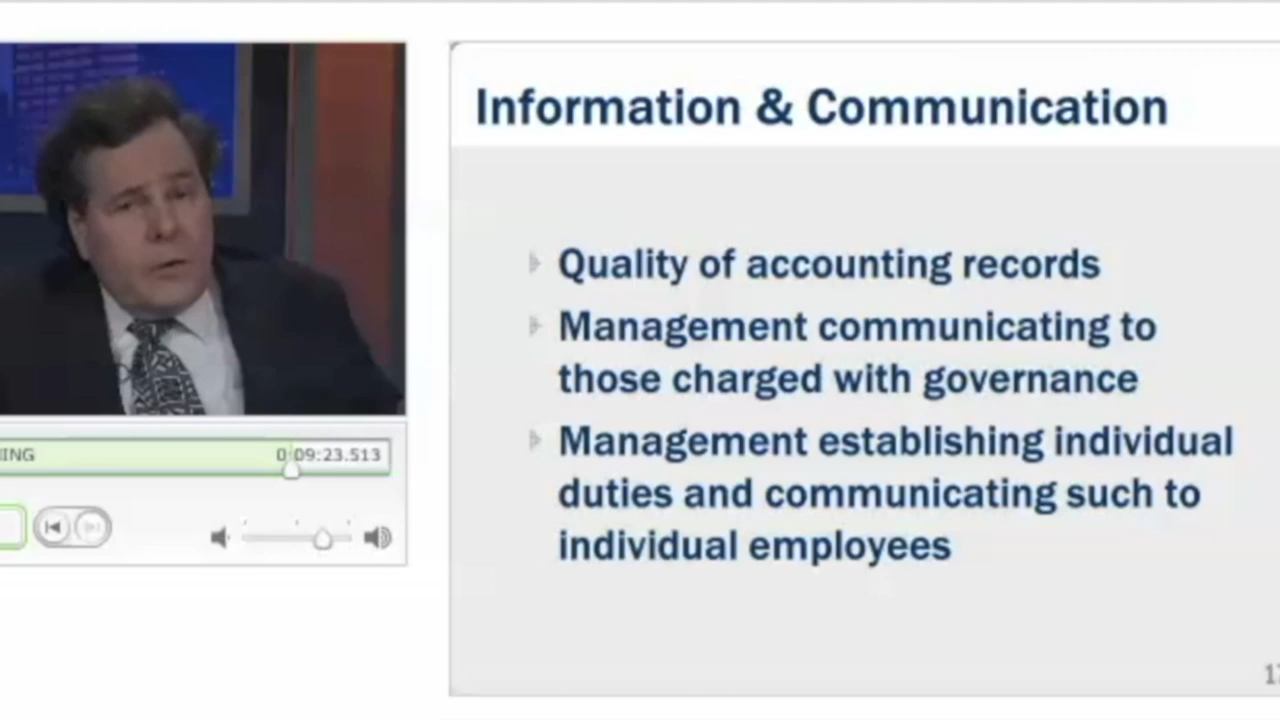 Information & Communication
Quality of accounting records
Management communicating to
those charged with governance
Management establishing individual
duties and communicating such to
individual employees
0:09:23.513